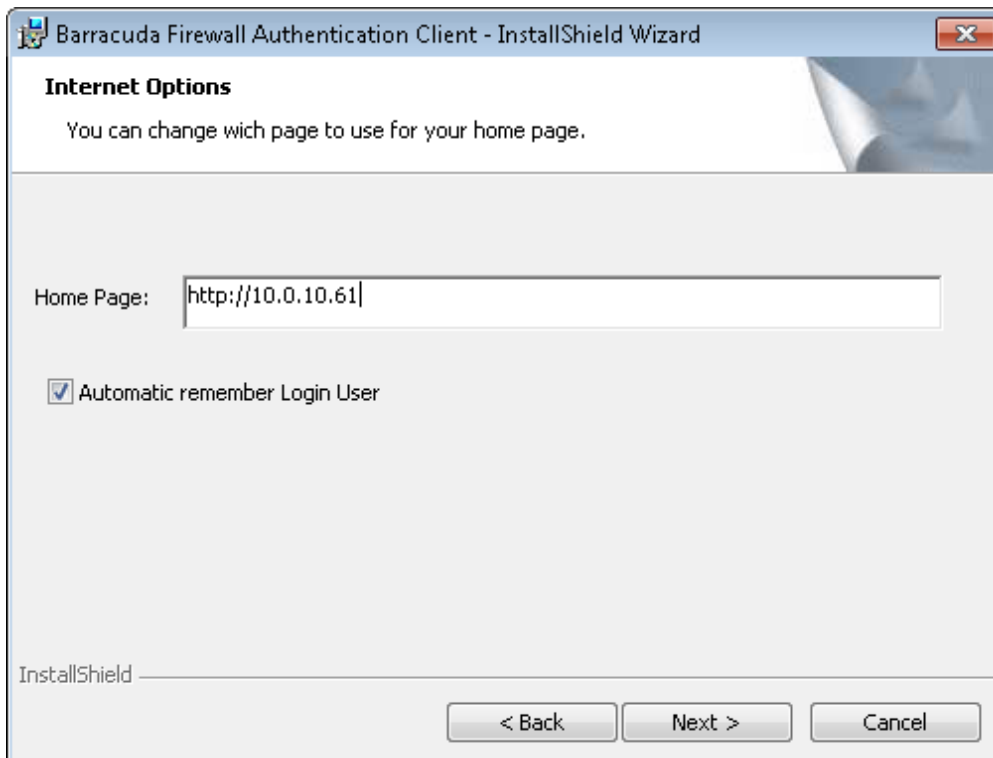 Barracuda Firewall Authentication Client - InstallShield Wizard
Internet Options
You can change wich page to use for your home page.
Home Page: http://10.0.10.61
Automatic remember Login User
InstallShield
< Back Next > Cancel